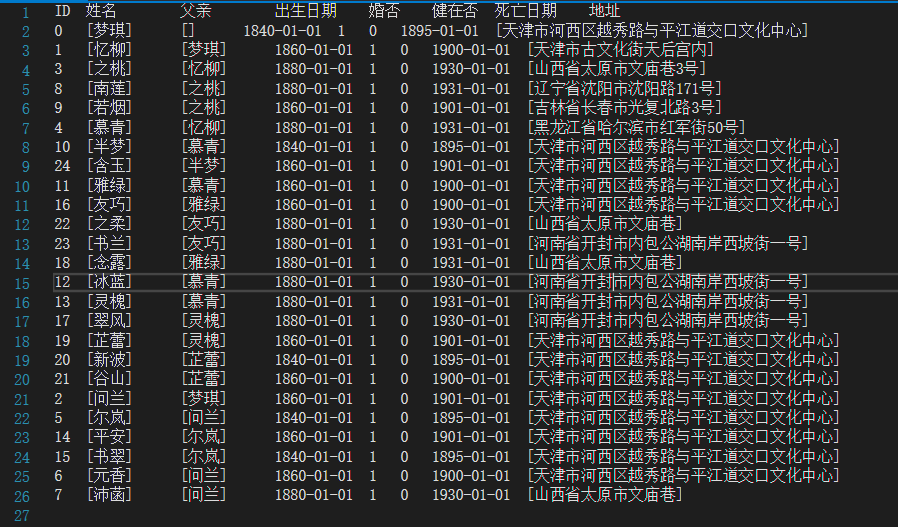 1 ID 姓名 父亲 出生日期 婚否 健在否 死亡日期 地址
2 0 [梦琪] [] 1840-01-01 1 0 1895-01-01 [天津市河西区越秀路与平江道交口文化中心]
3 1 [忆柳] [梦琪] 1860-01-01 1 0 1900-01-01 [天津市古文化街天后宫内]
4 3 [之桃] [忆柳] 1880-01-01 1 0 1930-01-01 [山西省太原市文庙巷3号]
5 8 [南莲] [之桃] 1880-01-01 1 0 1931-01-01 [辽宁省沈阳市沈阳路171号]
6 9 [若烟] [之桃] 1860-01-01 1 0 1901-01-01 [吉林省长春市光复北路3号]
7 4 [慕青] [忆柳] 1880-01-01 1 0 1931-01-01 [黑龙江省哈尔滨市红军街50号]
8 10 [半梦] [慕青] 1840-01-01 1 0 1895-01-01 [天津市河西区越秀路与平江道交口文化中心]
9 24 [含玉] [半梦] 1860-01-01 1 0 1901-01-01 [天津市河西区越秀路与平江道交口文化中心]
10 11 [雅绿] [慕青] 1860-01-01 1 0 1900-01-01 [天津市河西区越秀路与平江道交口文化中心]
11 16 [友巧] [雅绿] 1860-01-01 1 0 1900-01-01 [天津市河西区越秀路与平江道交口文化中心]
12 22 [之柔] [友巧] 1880-01-01 1 0 1930-01-01 [山西省太原市文庙巷]
13 23 [书兰] [友巧] 1880-01-01 1 0 1931-01-01 [河南省开封市内包公湖南岸西坡街一号]
14 18 [念露] [雅绿] 1880-01-01 1 0 1931-01-01 [山西省太原市文庙巷]
15 12 [冰蓝] [慕青] 1880-01-01 1 0 1930-01-01 [河南省开封市内包公湖南岸西坡街一号]
16 13 [灵槐] [慕青] 1880-01-01 1 0 1931-01-01 [河南省开封市内包公湖南岸西坡街一号]
17 17 [翠风] [灵槐] 1880-01-01 1 0 1930-01-01 [河南省开封市内包公湖南岸西坡街一号]
18 19 [芷蕾] [灵槐] 1860-01-01 1 0 1901-01-01 [天津市河西区越秀路与平江道交口文化中心]
19 20 [新波] [芷蕾] 1840-01-01 1 0 1895-01-01 [天津市河西区越秀路与平江道交口文化中心]
20 21 [谷山] [芷蕾] 1860-01-01 1 0 1900-01-01 [天津市河西区越秀路与平江道交口文化中心]
21 2 [问兰] [梦琪] 1860-01-01 1 0 1901-01-01 [天津市河西区越秀路与平江道交口文化中心]
22 5 [尔岚] [问兰] 1840-01-01 1 0 1895-01-01 [天津市河西区越秀路与平江道交口文化中心]
23 14 [平安] [尔岚] 1860-01-01 1 0 1901-01-01 [天津市河西区越秀路与平江道交口文化中心]
24 15 [书翠] [尔岚] 1840-01-01 1 0 1895-01-01 [天津市河西区越秀路与平江道交口文化中心]
25 6 [元香] [问兰] 1860-01-01 1 0 1900-01-01 [天津市河西区越秀路与平江道交口文化中心]
26 7 [沛菡] [问兰] 1880-01-01 1 0 1930-01-01 [山西省太原市文庙巷]
27